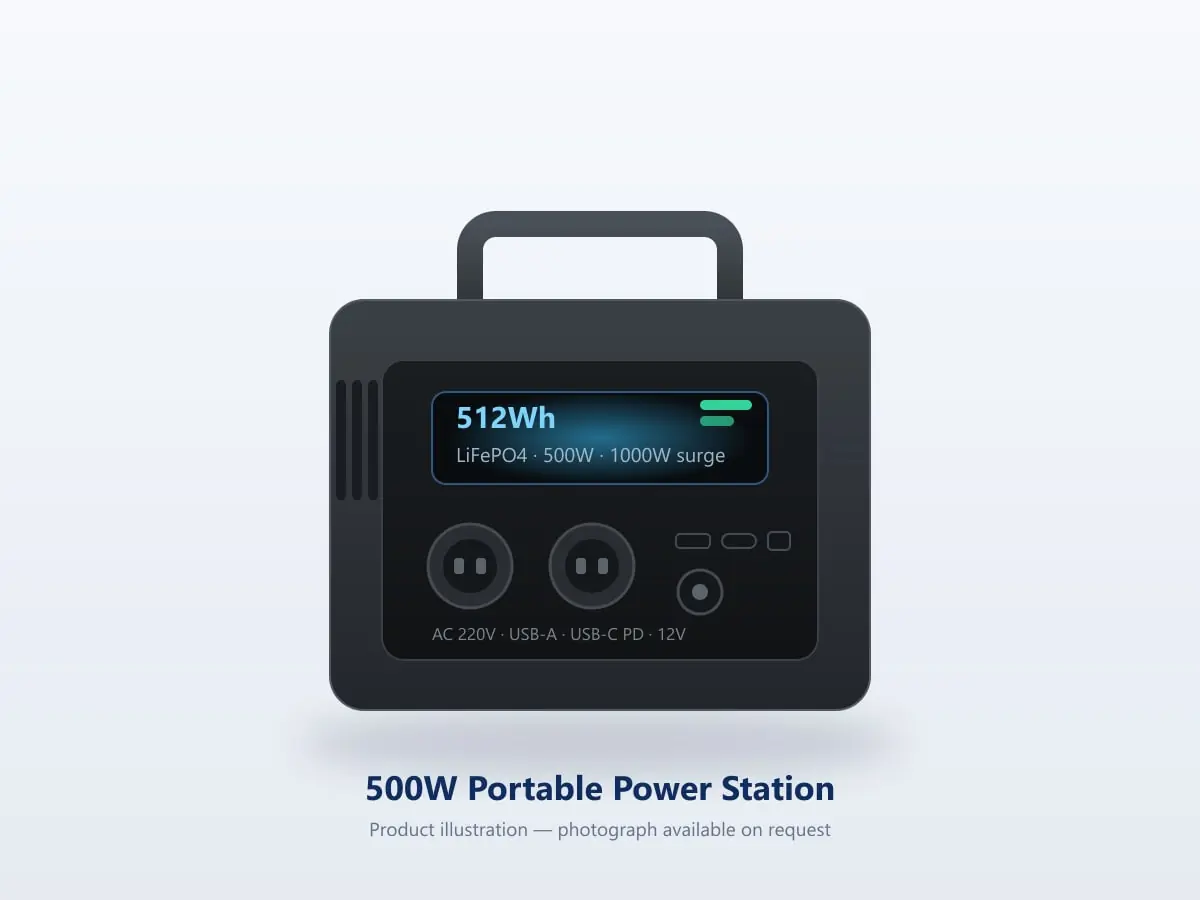 512Wh
LiFePO4 · 500W · 1000W surge
AC 220V · USB-A · USB-C PD · 12V
500W Portable Power Station
Product illustration — photograph available on request